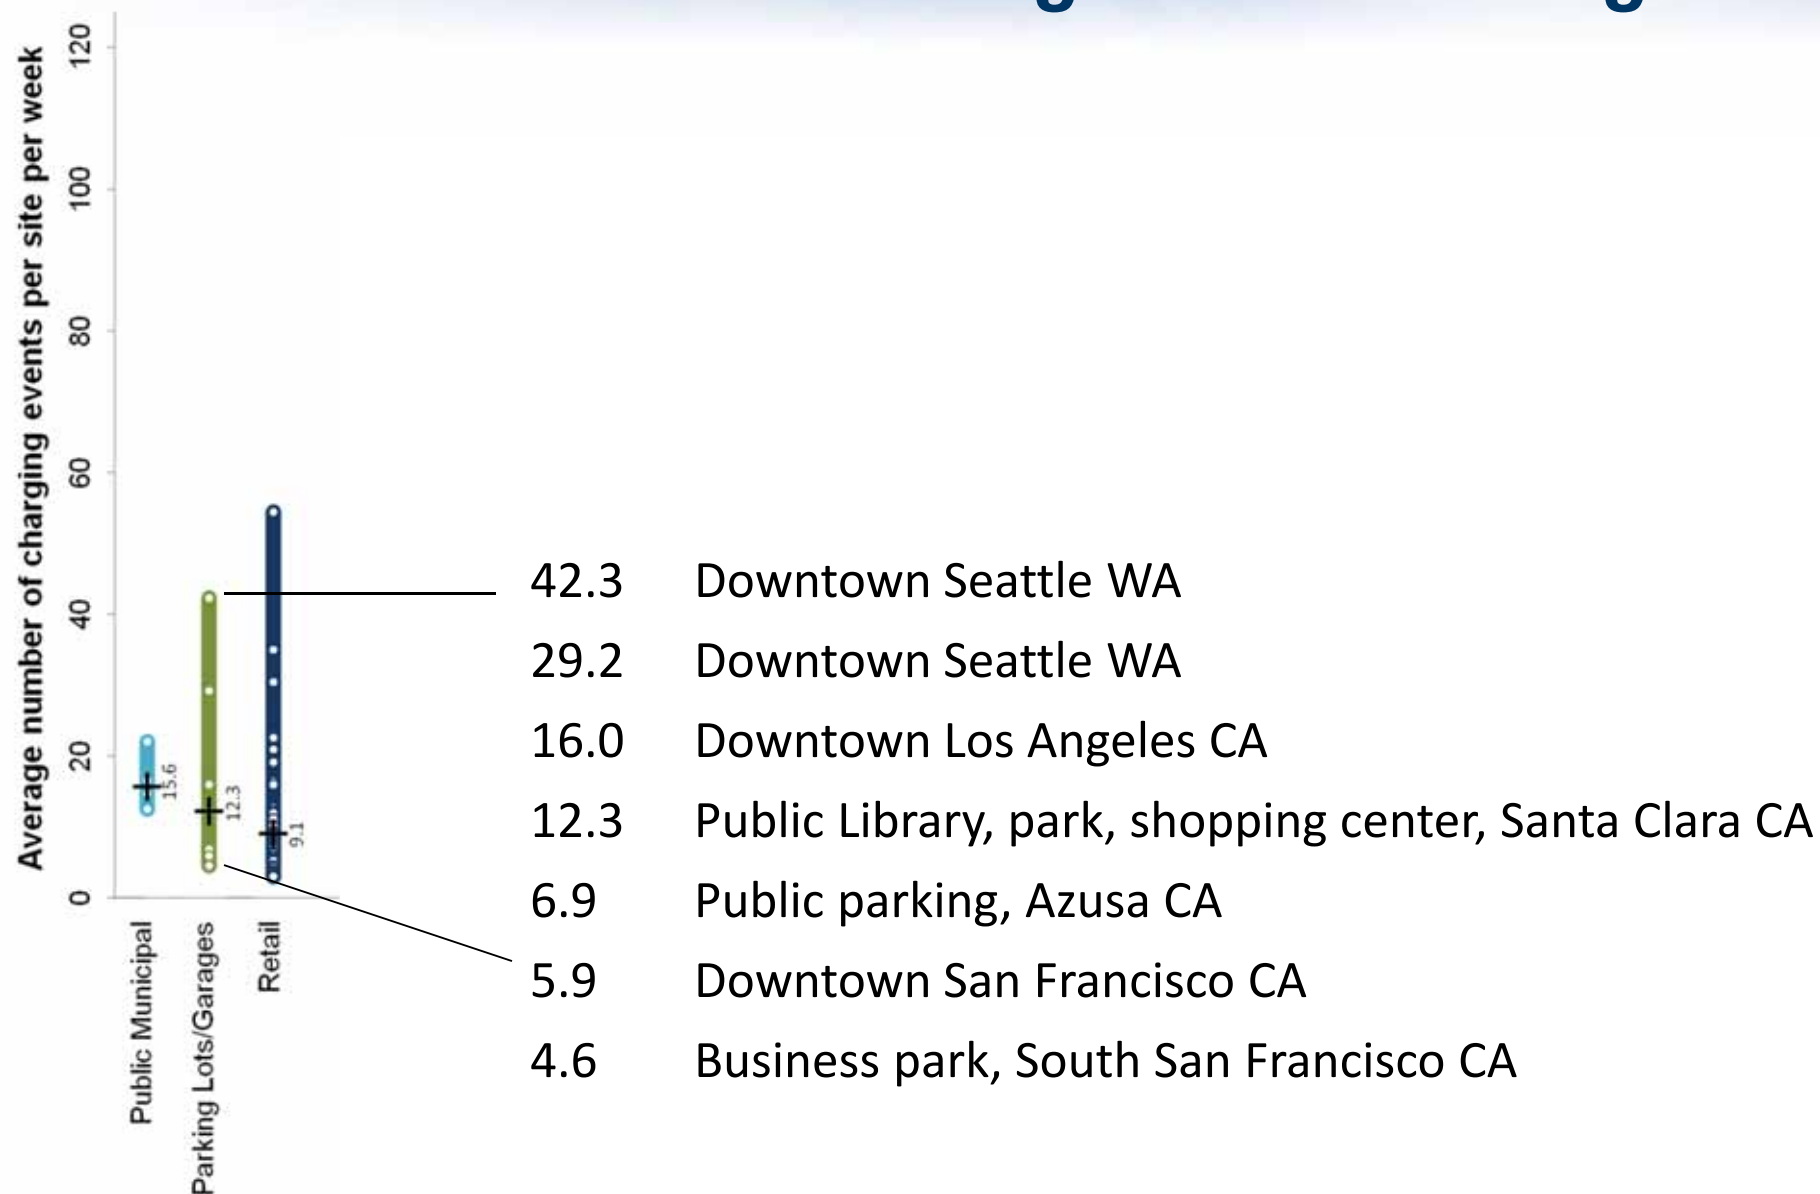 Average number of charging events per site per week
120
100
80
60
40
20
0
15.6
12.3
9.1
Public Municipal
Parking Lots/Garages
Retail
42.3 Downtown Seattle WA
29.2 Downtown Seattle WA
16.0 Downtown Los Angeles CA
12.3 Public Library, park, shopping center, Santa Clara CA
6.9 Public parking, Azusa CA
5.9 Downtown San Francisco CA
4.6 Business park, South San Francisco CA